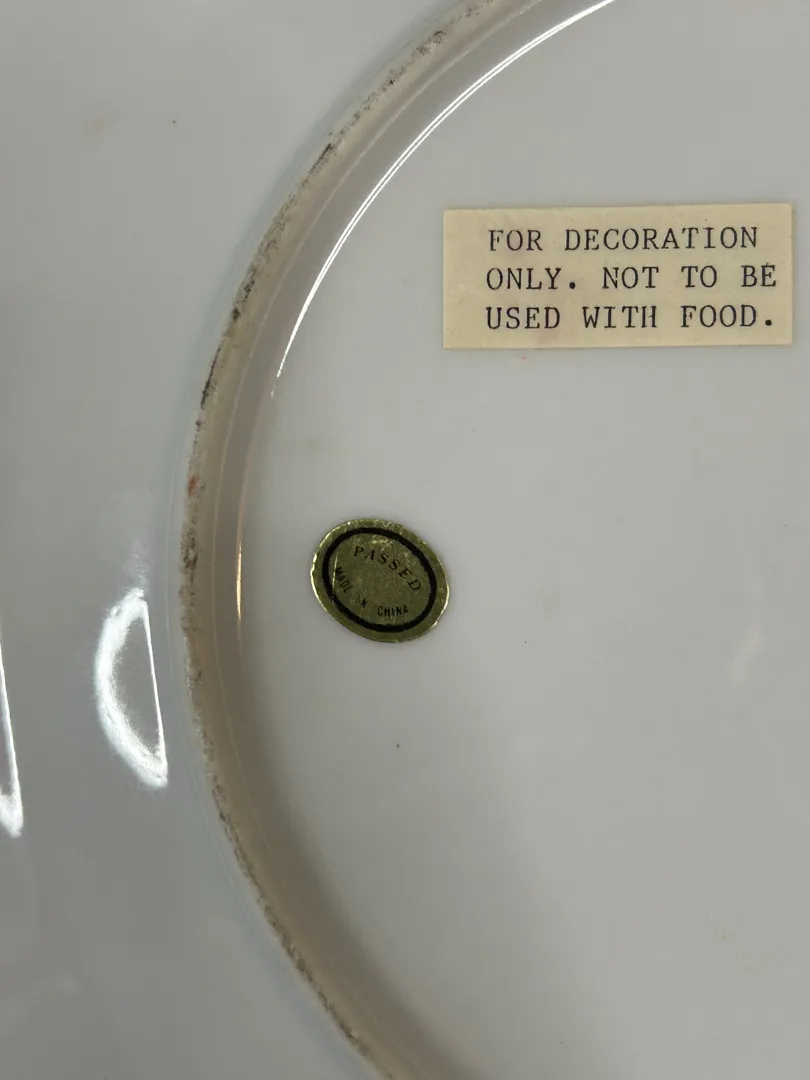 FOR DECORATION
ONLY. NOT TO BE
USED WITH FOOD.
PASSED
MADE IN CHINA